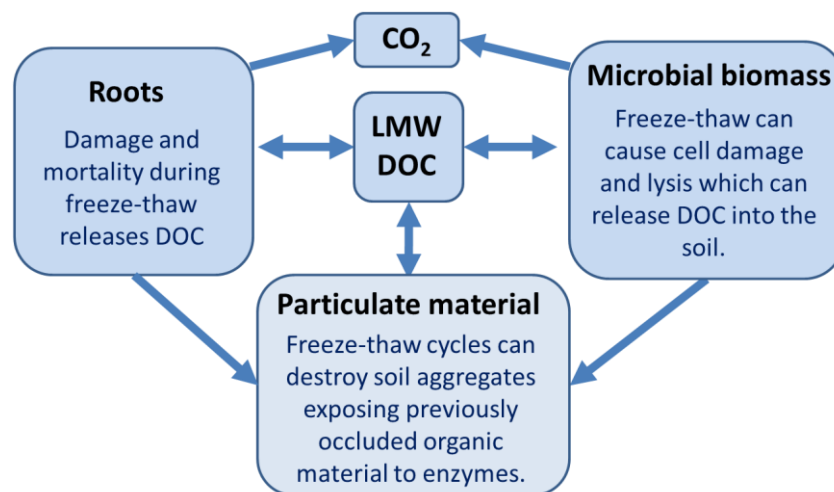 CO₂
Roots
Damage and
mortality during
freeze-thaw
releases DOC
LMW
DOC
Microbial biomass
Freeze-thaw can
cause cell damage
and lysis which can
release DOC into the
soil.
Particulate material
Freeze-thaw cycles can
destroy soil aggregates
exposing previously
occluded organic
material to enzymes.